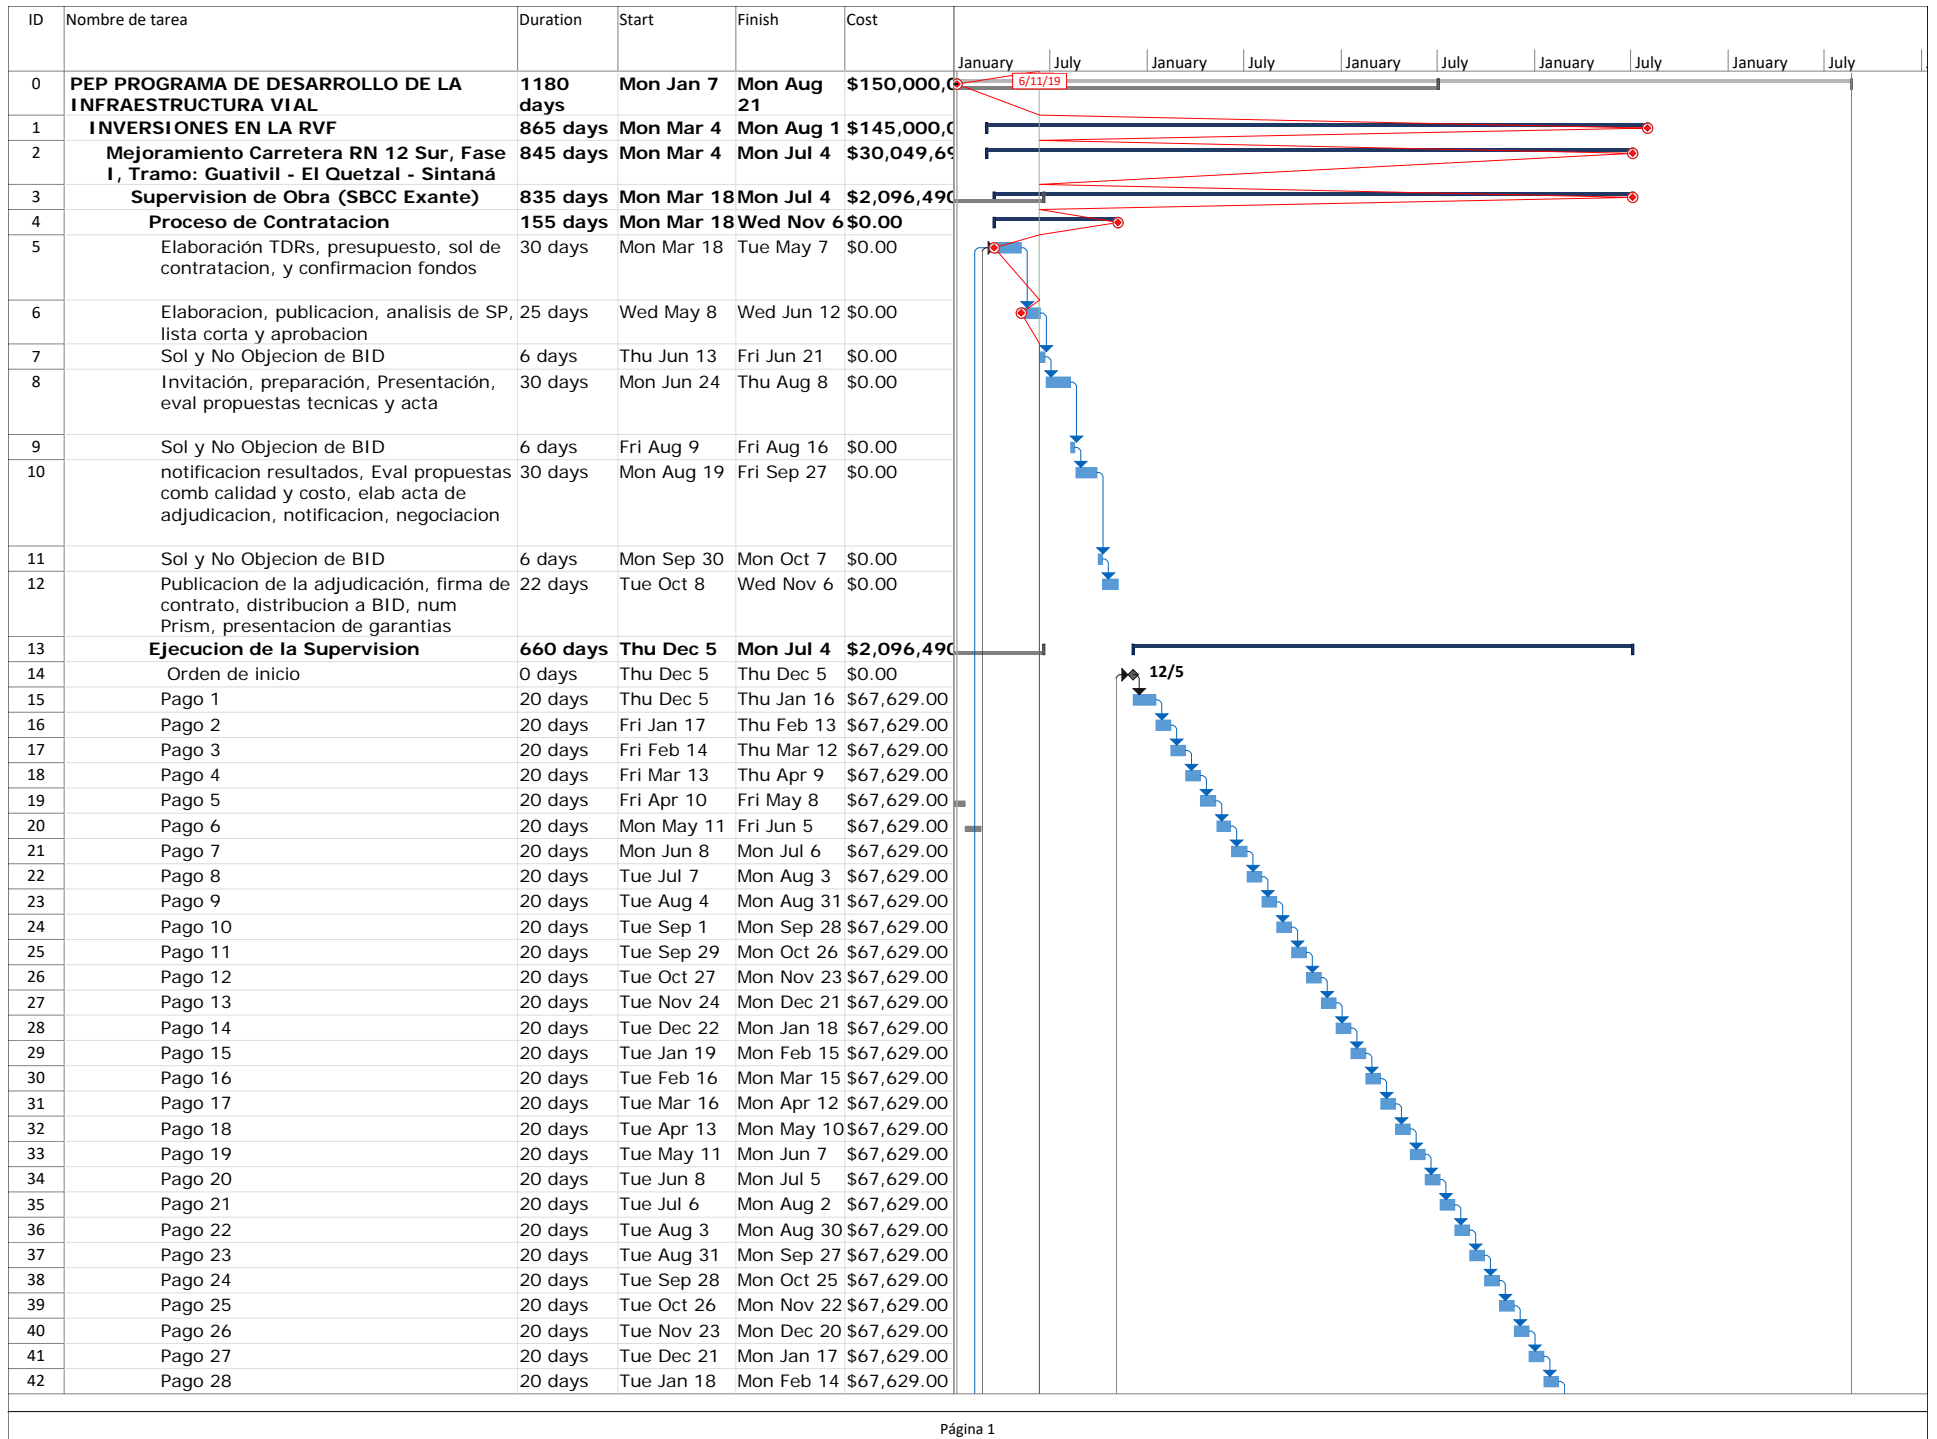 ID Nombre de tarea Duration Start Finish Cost
January July January July January July January July January July
0 PEP PROGRAMA DE DESARROLLO DE LA 1180 Mon Jan 7 Mon Aug $150,000,0
INFRAESTRUCTURA VIAL days 21
6/11/19
1 INVERSIONES EN LA RVF 865 days Mon Mar 4 Mon Aug 1 $145,000,0
2 Mejoramiento Carretera RN 12 Sur, Fase 845 days Mon Mar 4 Mon Jul 4 $30,049,69
I, Tramo: Guativil - El Quetzal - Sintaná
3 Supervision de Obra (SBCC Exante) 835 days Mon Mar 18 Mon Jul 4 $2,096,490
4 Proceso de Contratacion 155 days Mon Mar 18 Wed Nov 6 $0.00
5 Elaboración TDRs, presupuesto, sol de 30 days Mon Mar 18 Tue May 7 $0.00
contratacion, y confirmacion fondos
6 Elaboracion, publicacion, analisis de SP, 25 days Wed May 8 Wed Jun 12 $0.00
lista corta y aprobacion
7 Sol y No Objecion de BID 6 days Thu Jun 13 Fri Jun 21 $0.00
8 Invitación, preparación, Presentación, 30 days Mon Jun 24 Thu Aug 8 $0.00
eval propuestas tecnicas y acta
9 Sol y No Objecion de BID 6 days Fri Aug 9 Fri Aug 16 $0.00
10 notificacion resultados, Eval propuestas 30 days Mon Aug 19 Fri Sep 27 $0.00
comb calidad y costo, elab acta de
adjudicacion, notificacion, negociacion
11 Sol y No Objecion de BID 6 days Mon Sep 30 Mon Oct 7 $0.00
12 Publicacion de la adjudicación, firma de 22 days Tue Oct 8 Wed Nov 6 $0.00
contrato, distribucion a BID, num
Prism, presentacion de garantias
13 Ejecucion de la Supervision 660 days Thu Dec 5 Mon Jul 4 $2,096,490
14 Orden de inicio 0 days Thu Dec 5 Thu Dec 5 $0.00 12/5
15 Pago 1 20 days Thu Dec 5 Thu Jan 16 $67,629.00
16 Pago 2 20 days Fri Jan 17 Thu Feb 13 $67,629.00
17 Pago 3 20 days Fri Feb 14 Thu Mar 12 $67,629.00
18 Pago 4 20 days Fri Mar 13 Thu Apr 9 $67,629.00
19 Pago 5 20 days Fri Apr 10 Fri May 8 $67,629.00
20 Pago 6 20 days Mon May 11 Fri Jun 5 $67,629.00
21 Pago 7 20 days Mon Jun 8 Mon Jul 6 $67,629.00
22 Pago 8 20 days Tue Jul 7 Mon Aug 3 $67,629.00
23 Pago 9 20 days Tue Aug 4 Mon Aug 31 $67,629.00
24 Pago 10 20 days Tue Sep 1 Mon Sep 28 $67,629.00
25 Pago 11 20 days Tue Sep 29 Mon Oct 26 $67,629.00
26 Pago 12 20 days Tue Oct 27 Mon Nov 23 $67,629.00
27 Pago 13 20 days Tue Nov 24 Mon Dec 21 $67,629.00
28 Pago 14 20 days Tue Dec 22 Mon Jan 18 $67,629.00
29 Pago 15 20 days Tue Jan 19 Mon Feb 15 $67,629.00
30 Pago 16 20 days Tue Feb 16 Mon Mar 15 $67,629.00
31 Pago 17 20 days Tue Mar 16 Mon Apr 12 $67,629.00
32 Pago 18 20 days Tue Apr 13 Mon May 10 $67,629.00
33 Pago 19 20 days Tue May 11 Mon Jun 7 $67,629.00
34 Pago 20 20 days Tue Jun 8 Mon Jul 5 $67,629.00
35 Pago 21 20 days Tue Jul 6 Mon Aug 2 $67,629.00
36 Pago 22 20 days Tue Aug 3 Mon Aug 30 $67,629.00
37 Pago 23 20 days Tue Aug 31 Mon Sep 27 $67,629.00
38 Pago 24 20 days Tue Sep 28 Mon Oct 25 $67,629.00
39 Pago 25 20 days Tue Oct 26 Mon Nov 22 $67,629.00
40 Pago 26 20 days Tue Nov 23 Mon Dec 20 $67,629.00
41 Pago 27 20 days Tue Dec 21 Mon Jan 17 $67,629.00
42 Pago 28 20 days Tue Jan 18 Mon Feb 14 $67,629.00
Página 1